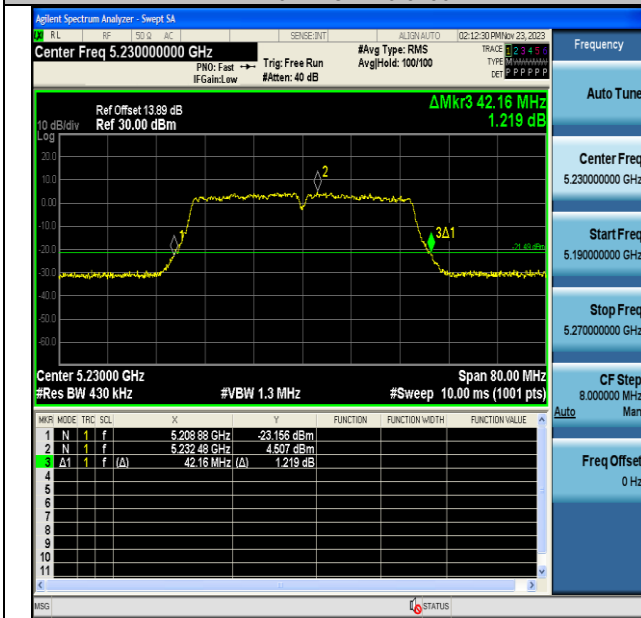 Agilent Spectrum Analyzer - Swept SA
RL RF 50 Ω AC SENSE:INT ALIGN AUTO 02:12:30 PM Nov 23, 2023
Center Freq 5.230000000 GHz
PNO: Fast
IFGain:Low
Trig: Free Run
#Atten: 40 dB
#Avg Type: RMS
Avg|Hold: 100/100
TRACE 1 2 3 4 5 6
TYPE M
DET P P P P P P
Frequency
Auto Tune
Center Freq
5.230000000 GHz
Start Freq
5.190000000 GHz
Stop Freq
5.270000000 GHz
CF Step
8.000000 MHz
Auto Man
Freq Offset
0 Hz
ΔMkr3 42.16 MHz
1.219 dB
Ref Offset 13.89 dB
10 dB/div Ref 30.00 dBm
Log
20.0
10.0
0.00
-10.0
-20.0
-30.0
-40.0
-50.0
-60.0
1
2
3Δ1
-21.49 dBm
Center 5.23000 GHz Span 80.00 MHz
#Res BW 430 kHz #VBW 1.3 MHz #Sweep 10.00 ms (1001 pts)
MKR MODE TRC SCL X Y FUNCTION FUNCTION WIDTH FUNCTION VALUE
1 N 1 f 5.208 88 GHz -23.156 dBm
2 N 1 f 5.232 48 GHz 4.507 dBm
3 Δ1 1 f (Δ) 42.16 MHz (Δ) 1.219 dB
4
5
6
7
8
9
10
11
MSG STATUS